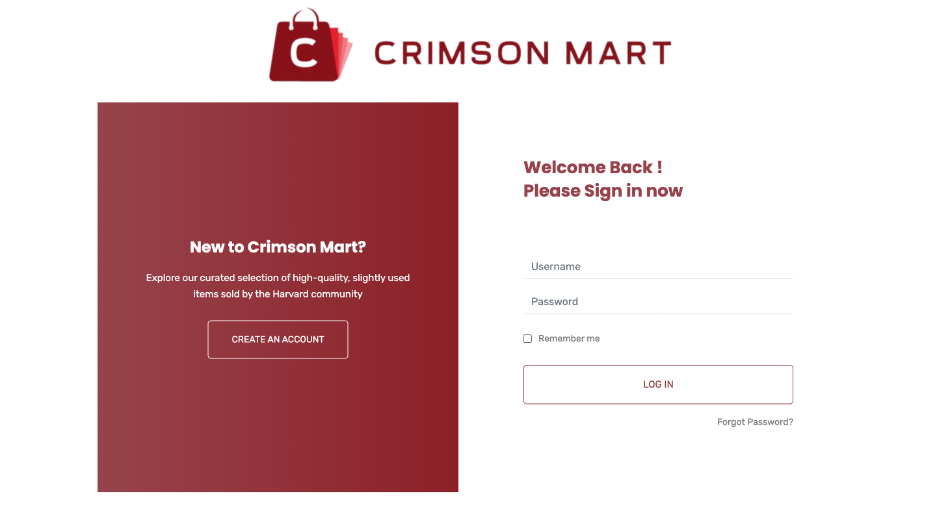 C CRIMSON MART
New to Crimson Mart?
Explore our curated selection of high-quality, slightly used
items sold by the Harvard community
CREATE AN ACCOUNT
Welcome Back !
Please Sign in now
Username
Password
Remember me
LOG IN
Forgot Password?